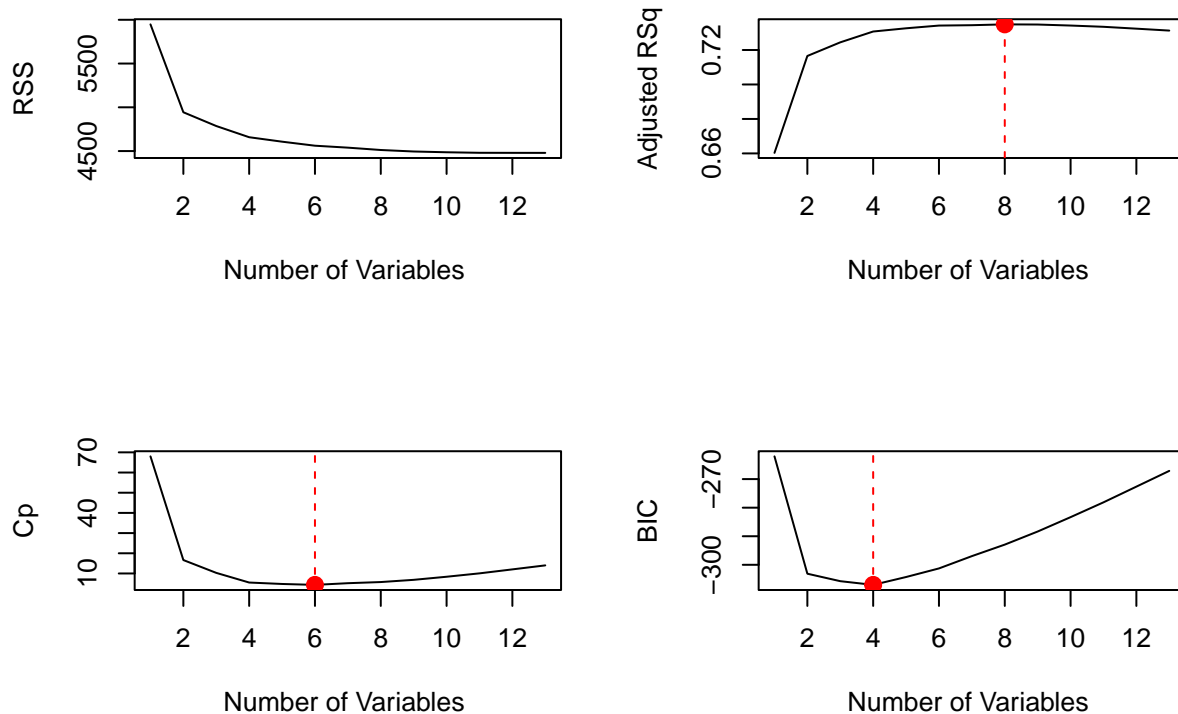 RSS
5500
4500
2 4 6 8 10 12
Number of Variables
Adjusted RSq
0.72
0.66
2 4 6 8 10 12
Number of Variables
Cp
70
40
10
2 4 6 8 10 12
Number of Variables
BIC
−270
−300
2 4 6 8 10 12
Number of Variables